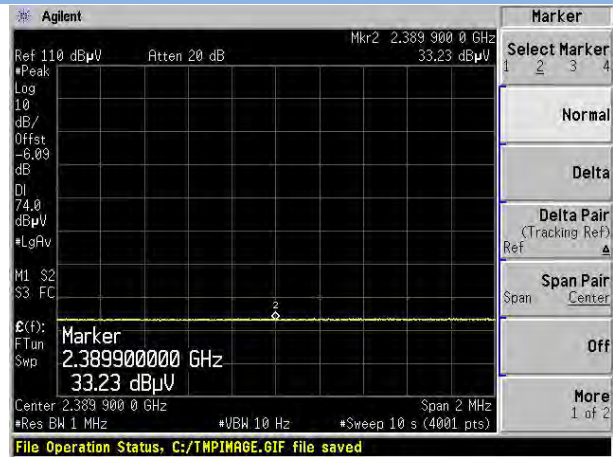 Agilent
Marker
Mkr2 2.389 900 0 GHz
Ref 110 dBµV Atten 20 dB 33.23 dBµV
#Peak
Log
10
dB/
Offst
-6.09
dB
DI
74.0
dBµV
#LgAv
M1 S2
S3 FC
£(f):
FTun
Swp
2
Marker
2.389900000 GHz
33.23 dBµV
Center 2.389 900 0 GHz Span 2 MHz
#Res BW 1 MHz #VBW 10 Hz #Sweep 10 s (4001 pts)
File Operation Status, C:/TMPIMAGE.GIF file saved
Select Marker
1 2 3 4
Normal
Delta
Delta Pair
(Tracking Ref)
Ref Δ
Span Pair
Span Center
Off
More
1 of 2